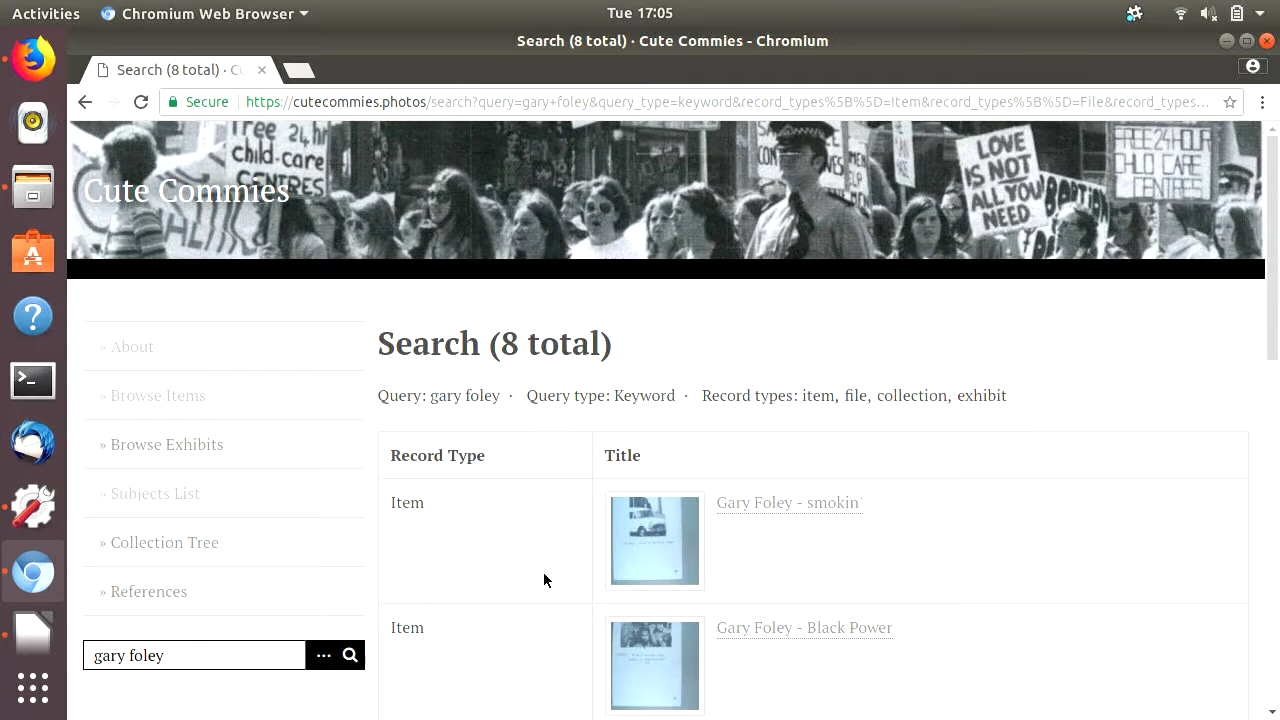 Activities
Chromium Web Browser
Tue 17:05
Search (8 total) · Cute Commies - Chromium
Search (8 total) · C
Secure
https://cutecommies.photos/search?query=gary+foley&query_type=keyword&record_types%5B%5D=Item&record_types%5B%5D=File&record_types...
free 24 hr
child-care
CENTRES
LOVE
IS NOT
ALL YOU
NEED
FREE 24 HOUR
CHILD CARE
CENTRES
Cute Commies
» About
» Browse Items
» Browse Exhibits
» Subjects List
» Collection Tree
» References
gary foley
...
Search (8 total)
Query: gary foley · Query type: Keyword · Record types: item, file, collection, exhibit
Record Type Title
Item Gary Foley - smokin'
Item Gary Foley - Black Power